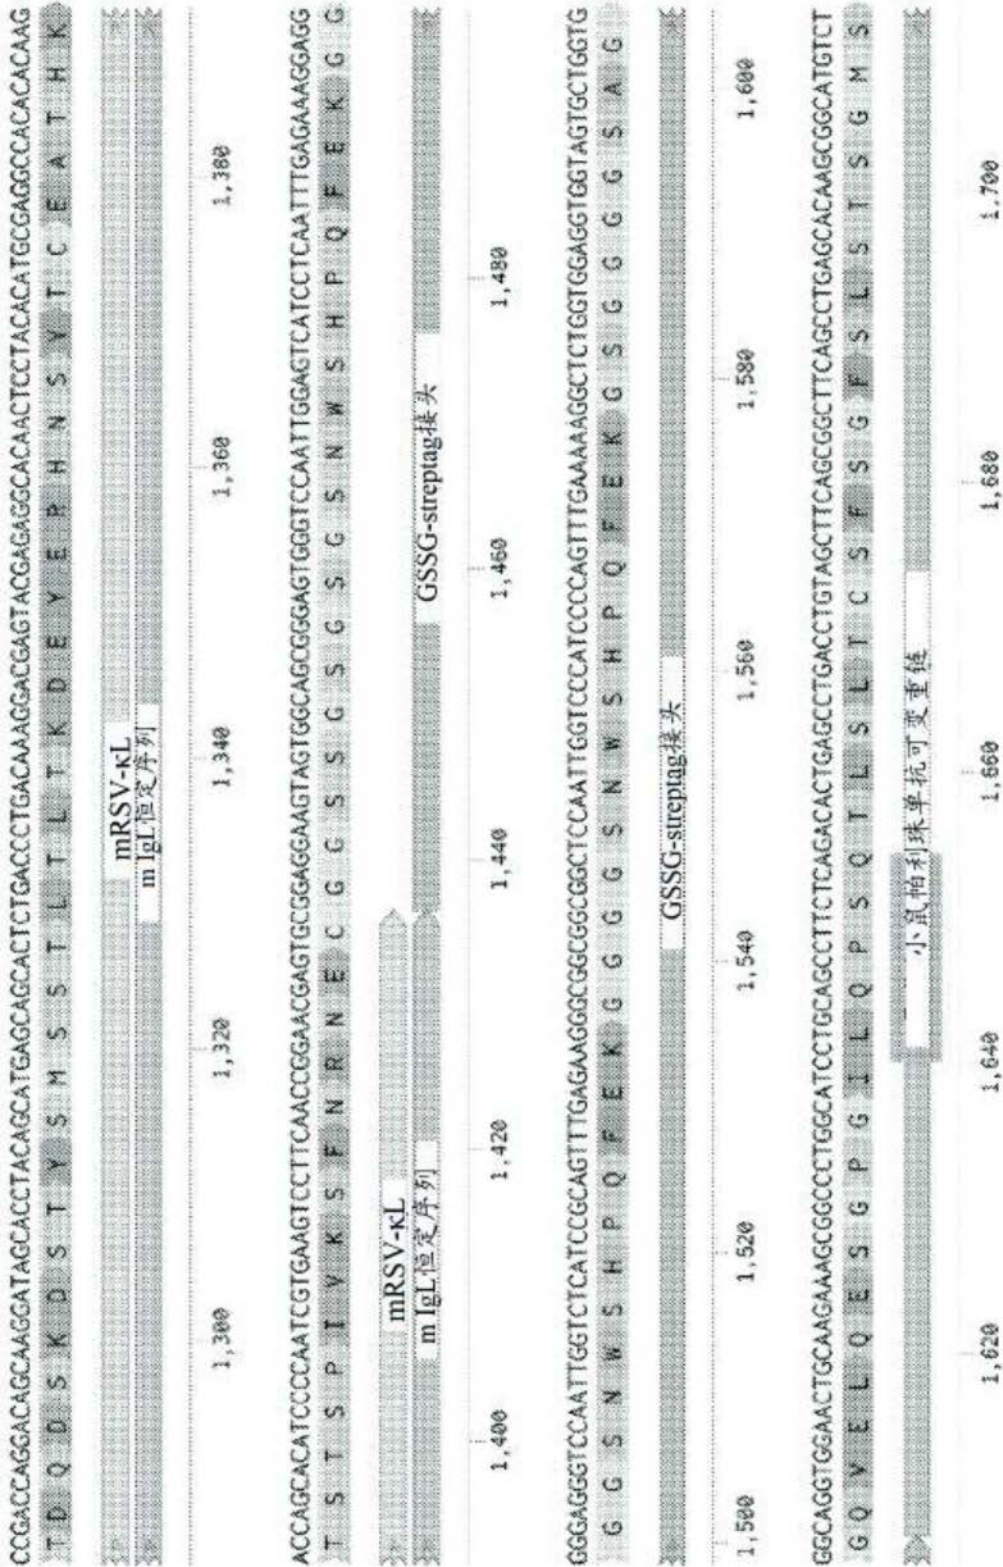 CCGACCAGGACAGCAAGGATAGCACCTACAGCATGAGCAGCACTCTGACCCTGACAAAGGACGAGTACGAGAGGCACAACTCCTACACATGCGAGGCCACACACAAG
T D Q D S K D S T Y S M S S T L T L T K D E Y E R H N S Y T C E A T H K
mRSV-κL
m IgL恒定序列
1,300 1,320 1,340 1,360 1,380
ACCAGCACATCCCCAATCGTGAAGTCCTTCAACCGGAACGAGTGCGGAGGAAGTAGTGGCAGCGGGAGTGGGTCCAATTGGAGTCATCCTCAATTTGAGAAAGGAGG
T S T S P I V K S F N R N E C G G S S G S G S G S N W S H P Q F E K G G
mRSV-κL
m IgL恒定序列 GSSG-streptag接头
1,400 1,420 1,440 1,460 1,480
GGGAGGGTCCAATTGGTCTCATCCGCAGTTTGAGAAGGGCGGCGGCGGCTCCAATTGGTCCCATCCCCAGTTTGAAAAAGGCTCTGGTGGAGGTGGTAGTGCTGGTG
G G S N W S H P Q F E K G G G G S N W S H P Q F E K G S G G G G S A G
GSSG-streptag接头
1,500 1,520 1,540 1,560 1,580 1,600
GGCAGGTGGAACTGCAAGAAAGCGGCCCTGGCATCCTGCAGCCTTCTCAGACACTGAGCCTGACCTGTAGCTTCAGCGGCTTCAGCCTGAGCACAAGCGGCATGTCT
G Q V E L Q E S G P G I L Q P S Q T L S L T C S F S G F S L S T S G M S
小鼠帕利珠单抗可变重链
1,620 1,640 1,660 1,680 1,700